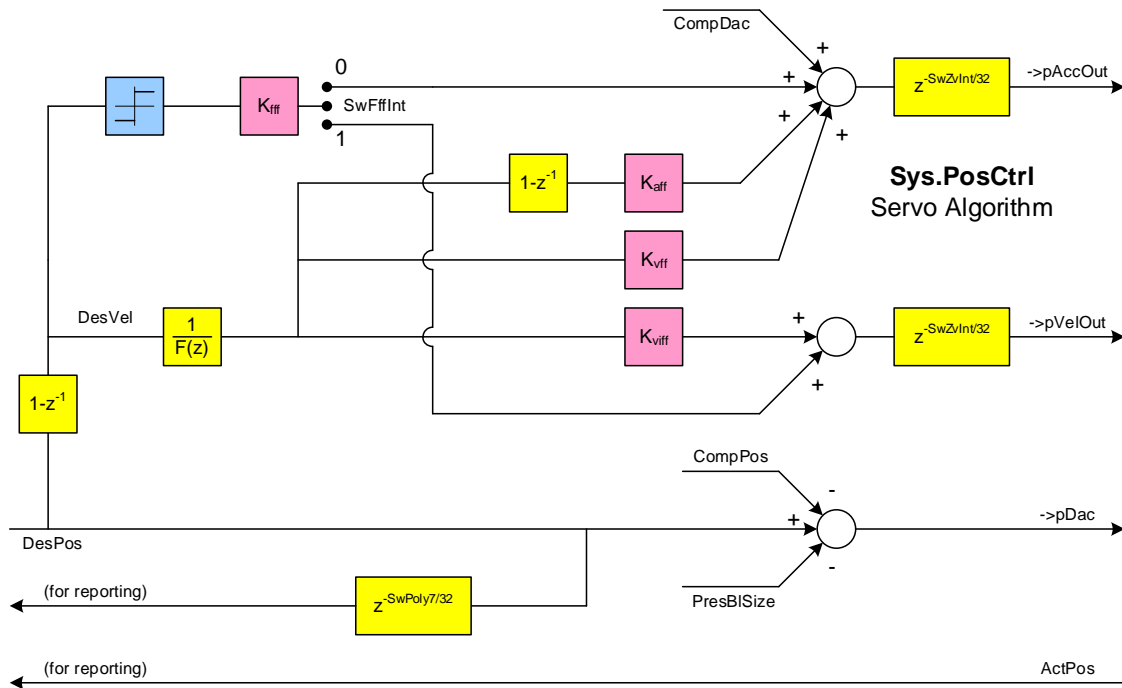 CompDac
+
0
K_fff
SwFffInt
1
+
+
+
z^-SwZvInt/32
->pAccOut
1-z^-1
K_aff
Sys.PosCtrl
Servo Algorithm
K_vff
DesVel
1
F(z)
K_viff
+
+
z^-SwZvInt/32
->pVelOut
1-z^-1
CompPos
-
+
-
->pDac
DesPos
PresBlSize
(for reporting)
z^-SwPoly7/32
(for reporting)
ActPos